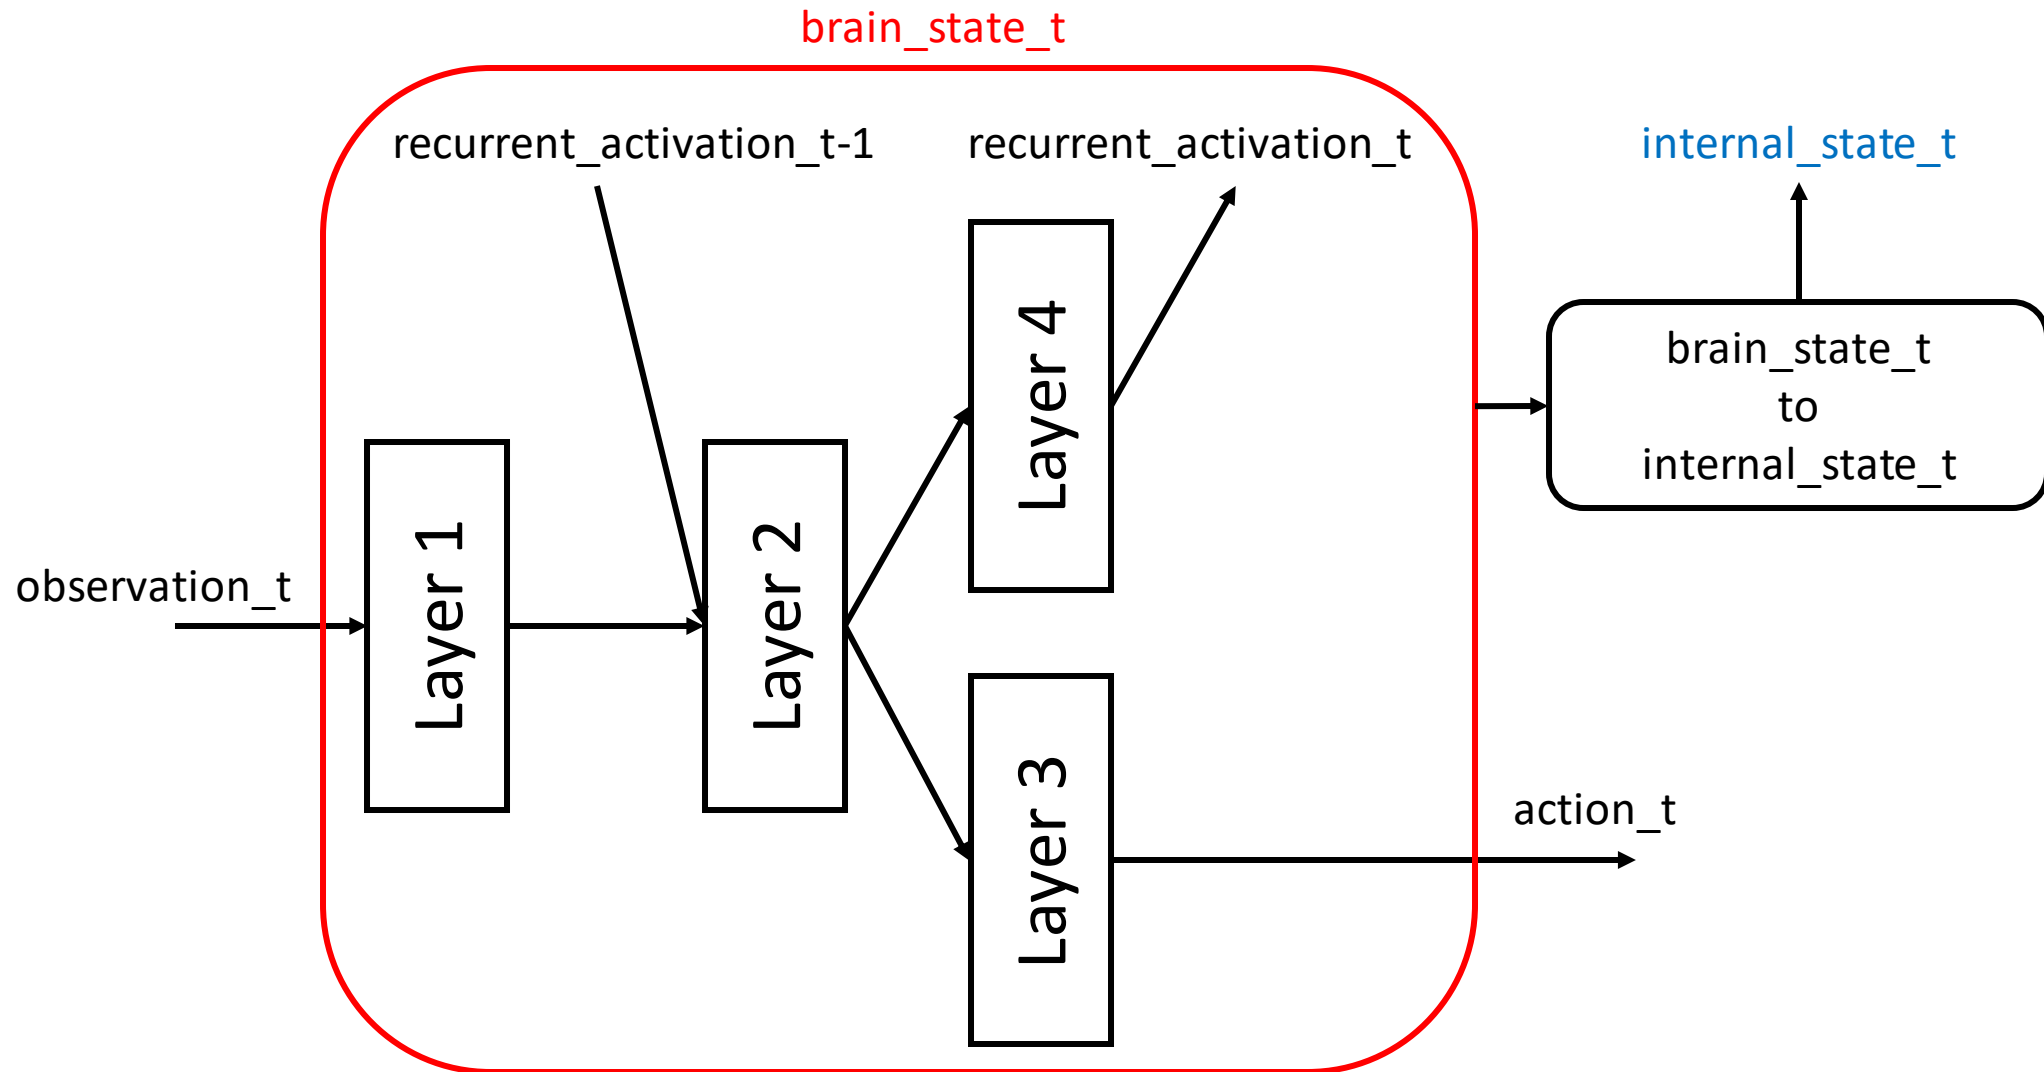 brain_state_t
recurrent_activation_t-1
recurrent_activation_t
internal_state_t
Layer 4
brain_state_t
to
internal_state_t
Layer 1
Layer 2
observation_t
Layer 3
action_t